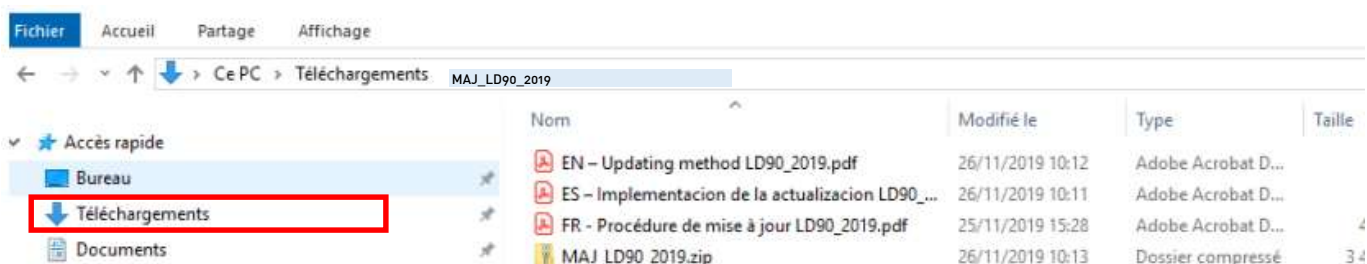 Fichier Accueil Partage Affichage
Ce PC > Téléchargements MAJ_LD90_2019
Nom Modifié le Type Taille
Accès rapide
EN – Updating method LD90_2019.pdf 26/11/2019 10:12 Adobe Acrobat D...
Bureau
ES – Implementacion de la actualizacion LD90_... 26/11/2019 10:11 Adobe Acrobat D...
Téléchargements
FR - Procédure de mise à jour LD90_2019.pdf 25/11/2019 15:28 Adobe Acrobat D... 4
Documents
MAJ_LD90_2019.zip 26/11/2019 10:13 Dossier compressé 3 4